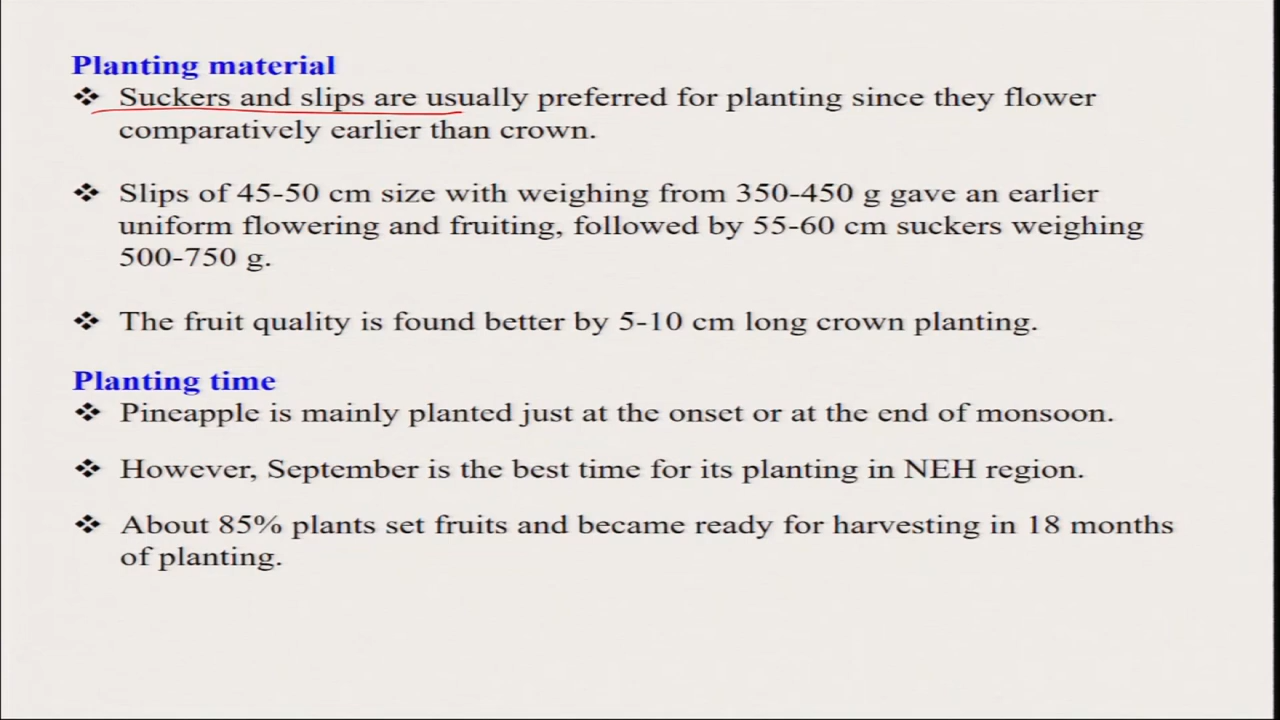 Planting material
❖ Suckers and slips are usually preferred for planting since they flower
comparatively earlier than crown.
❖ Slips of 45-50 cm size with weighing from 350-450 g gave an earlier
uniform flowering and fruiting, followed by 55-60 cm suckers weighing
500-750 g.
❖ The fruit quality is found better by 5-10 cm long crown planting.
Planting time
❖ Pineapple is mainly planted just at the onset or at the end of monsoon.
❖ However, September is the best time for its planting in NEH region.
❖ About 85% plants set fruits and became ready for harvesting in 18 months
of planting.